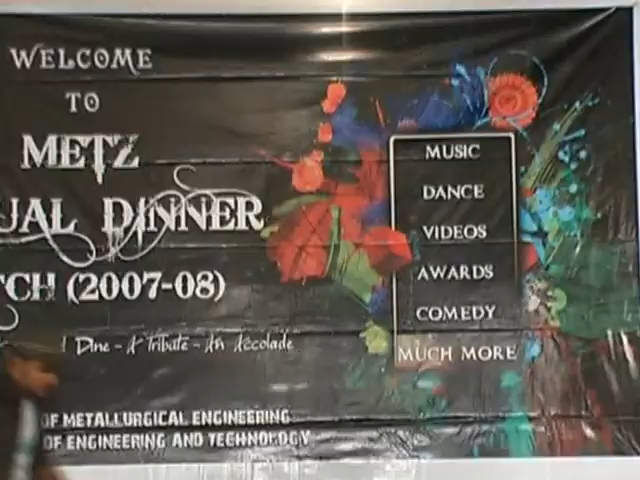 WELCOME
TO
METZ
UAL DINNER
TCH (2007-08)
Dine - A Tribute - An Accolade
OF METALLURGICAL ENGINEERING
OF ENGINEERING AND TECHNOLOGY
MUSIC
DANCE
VIDEOS
AWARDS
COMEDY
MUCH MORE